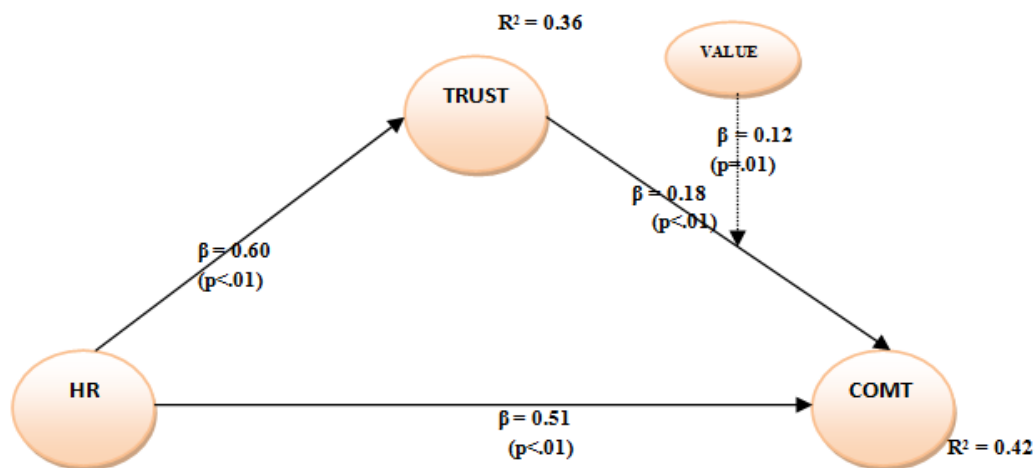 R² = 0.36
VALUE
TRUST
β = 0.12
(p=.01)
β = 0.18
(p<.01)
β = 0.60
(p<.01)
HR
COMT
β = 0.51
(p<.01)
R² = 0.42